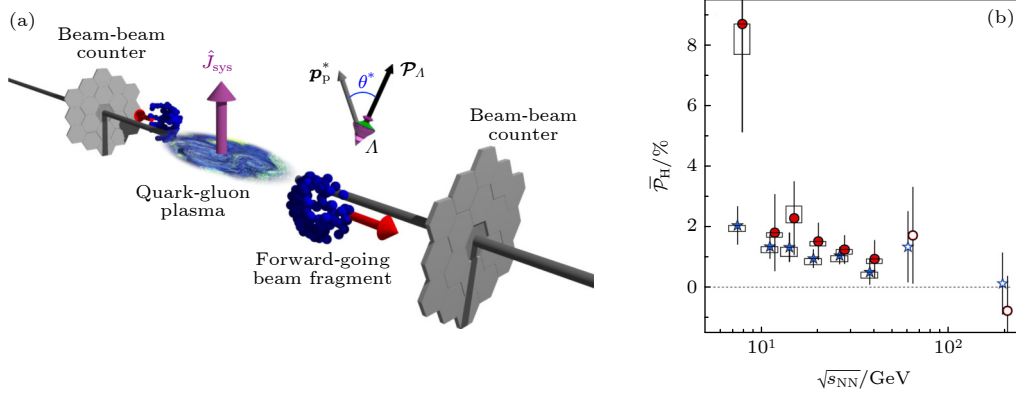 (a)
Beam-beam
counter
Ĵsys
p*p
θ*
𝒫Λ
Λ
Beam-beam
counter
Quark-gluon
plasma
Forward-going
beam fragment
(b)
8
6
4
2
0
𝒫̅H/%
10¹
10²
√sNN/GeV